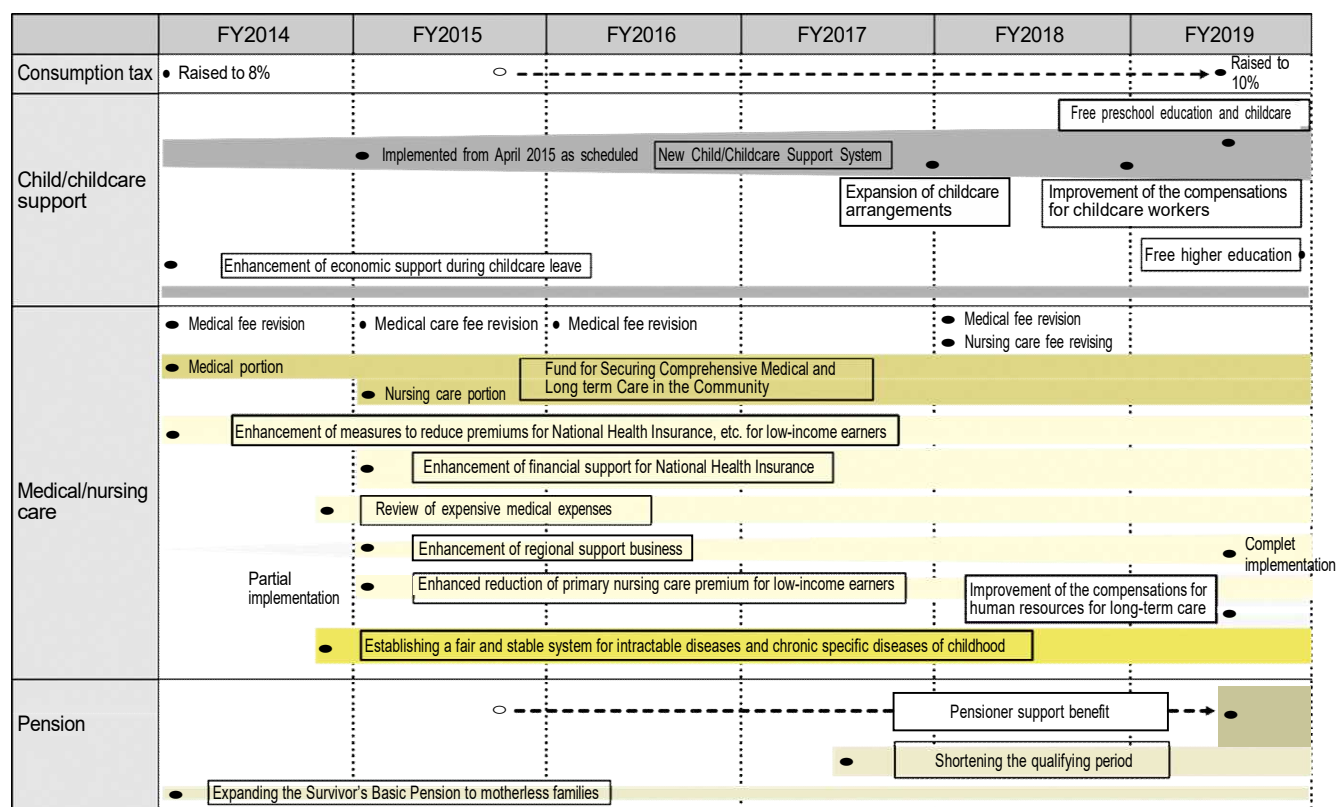 FY2014 FY2015 FY2016 FY2017 FY2018 FY2019
Consumption tax
Raised to 8%
Raised to
10%
Child/childcare
support
Free preschool education and childcare
Implemented from April 2015 as scheduled
New Child/Childcare Support System
Expansion of childcare
arrangements
Improvement of the compensations
for childcare workers
Enhancement of economic support during childcare leave
Free higher education
Medical/nursing
care
Medical fee revision
Medical care fee revision
Medical fee revision
Medical fee revision
Nursing care fee revising
Medical portion
Fund for Securing Comprehensive Medical and
Long term Care in the Community
Nursing care portion
Enhancement of measures to reduce premiums for National Health Insurance, etc. for low-income earners
Enhancement of financial support for National Health Insurance
Review of expensive medical expenses
Enhancement of regional support business
Complet
implementation
Partial
implementation
Enhanced reduction of primary nursing care premium for low-income earners
Improvement of the compensations for
human resources for long-term care
Establishing a fair and stable system for intractable diseases and chronic specific diseases of childhood
Pension
Pensioner support benefit
Shortening the qualifying period
Expanding the Survivor's Basic Pension to motherless families